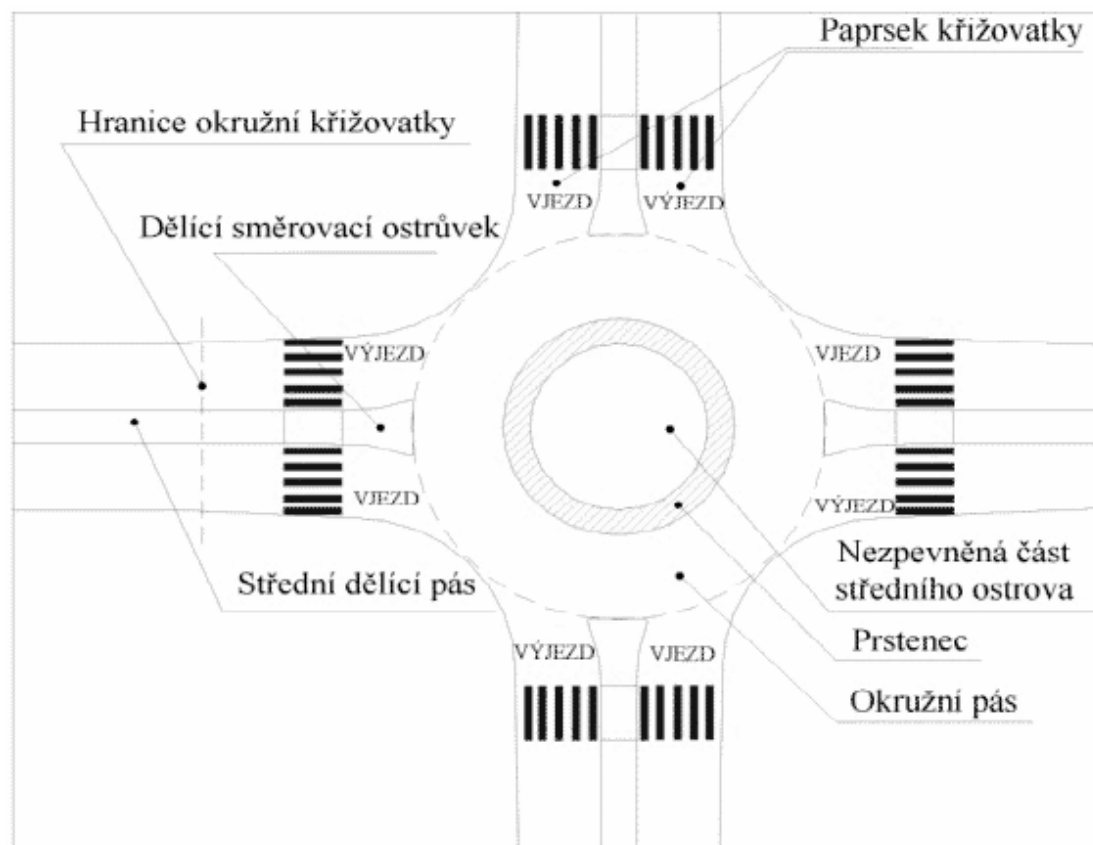 Paprsek křižovatky
Hranice okružní křižovatky
VJEZD
VÝJEZD
Dělící směrovací ostrůvek
VÝJEZD
VJEZD
VJEZD
VÝJEZD
Nezpevněná část
středního ostrova
Střední dělící pás
VÝJEZD
VJEZD
Prstenec
Okružní pás